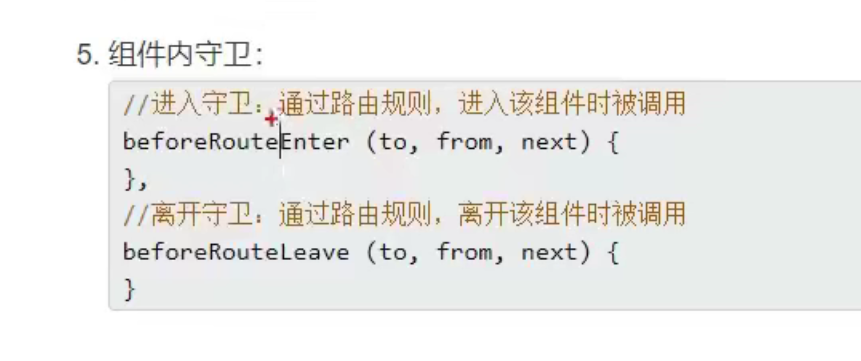 5. 组件内守卫：
//进入守卫：通过路由规则，进入该组件时被调用
beforeRouteEnter (to, from, next) {
},
//离开守卫：通过路由规则，离开该组件时被调用
beforeRouteLeave (to, from, next) {
}